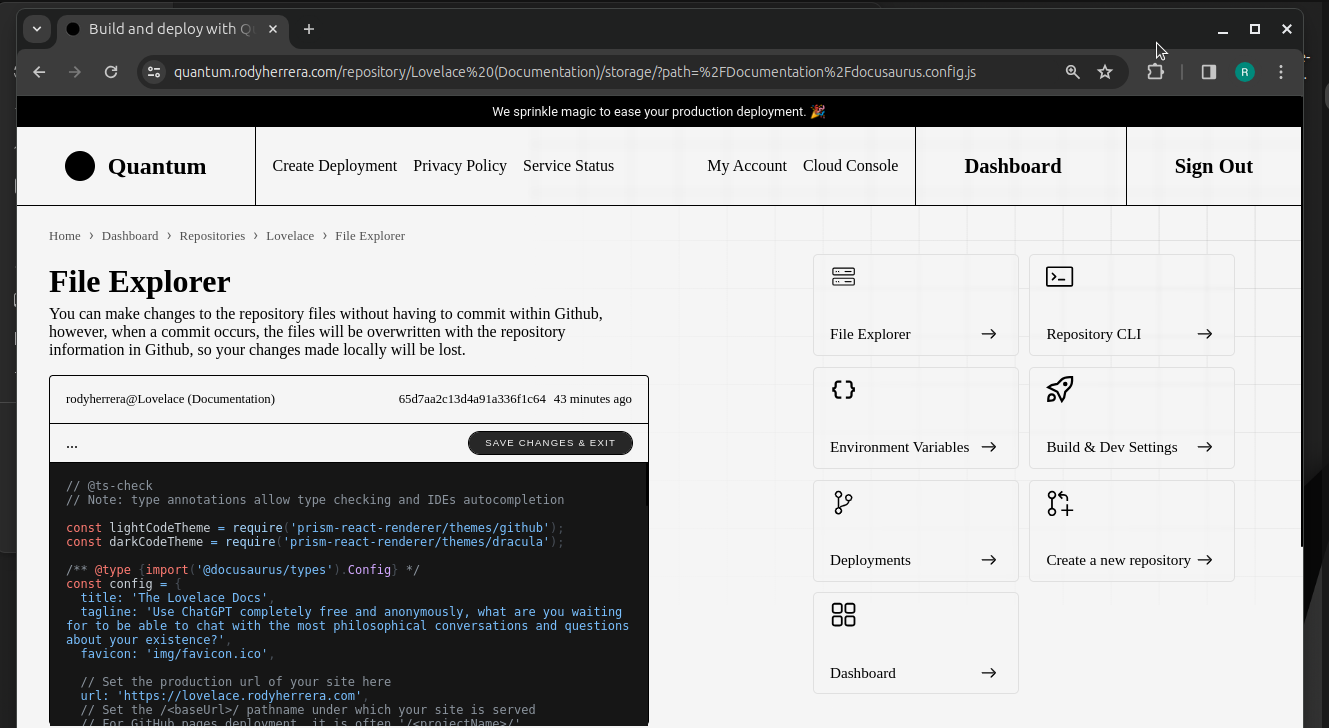 Build and deploy with Q
quantum.rodyherrera.com/repository/Lovelace%20(Documentation)/storage/?path=%2FDocumentation%2Fdocusaurus.config.js
R
We sprinkle magic to ease your production deployment. 🎉
Quantum
Create Deployment Privacy Policy Service Status
My Account Cloud Console
Dashboard
Sign Out
Home › Dashboard › Repositories › Lovelace › File Explorer
File Explorer
You can make changes to the repository files without having to commit within Github,
however, when a commit occurs, the files will be overwritten with the repository
information in Github, so your changes made locally will be lost.
rodyherrera@Lovelace (Documentation) 65d7aa2c13d4a91a336f1c64 43 minutes ago
... SAVE CHANGES & EXIT
// @ts-check
// Note: type annotations allow type checking and IDEs autocompletion
const lightCodeTheme = require('prism-react-renderer/themes/github');
const darkCodeTheme = require('prism-react-renderer/themes/dracula');
/** @type {import('@docusaurus/types').Config} */
const config = {
title: 'The Lovelace Docs',
tagline: 'Use ChatGPT completely free and anonymously, what are you waiting
for to be able to chat with the most philosophical conversations and questions
about your existence?',
favicon: 'img/favicon.ico',
// Set the production url of your site here
url: 'https://lovelace.rodyherrera.com',
// Set the /<baseUrl>/ pathname under which your site is served
// For GitHub pages deployment, it is often '/<projectName>/'
File Explorer
Repository CLI
Environment Variables
Build & Dev Settings
Deployments
Create a new repository
Dashboard